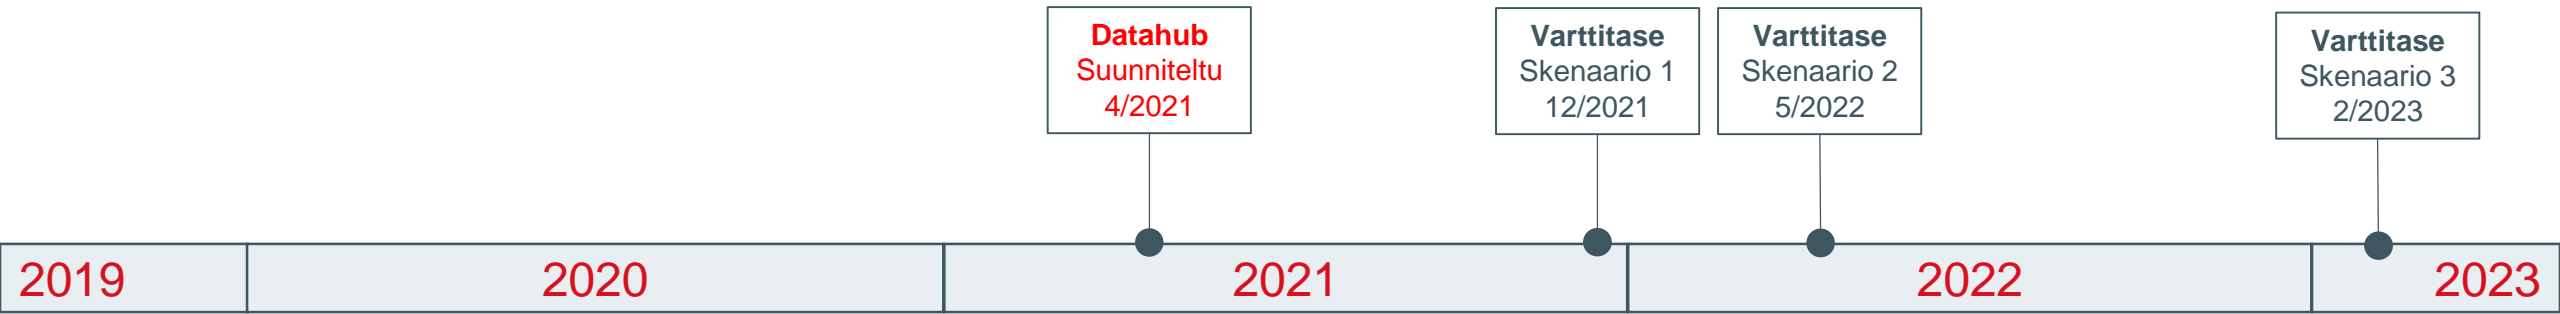 Datahub
Suunniteltu
4/2021
Varttitase
Skenaario 1
12/2021
Varttitase
Skenaario 2
5/2022
Varttitase
Skenaario 3
2/2023
2019
2020
2021
2022
2023